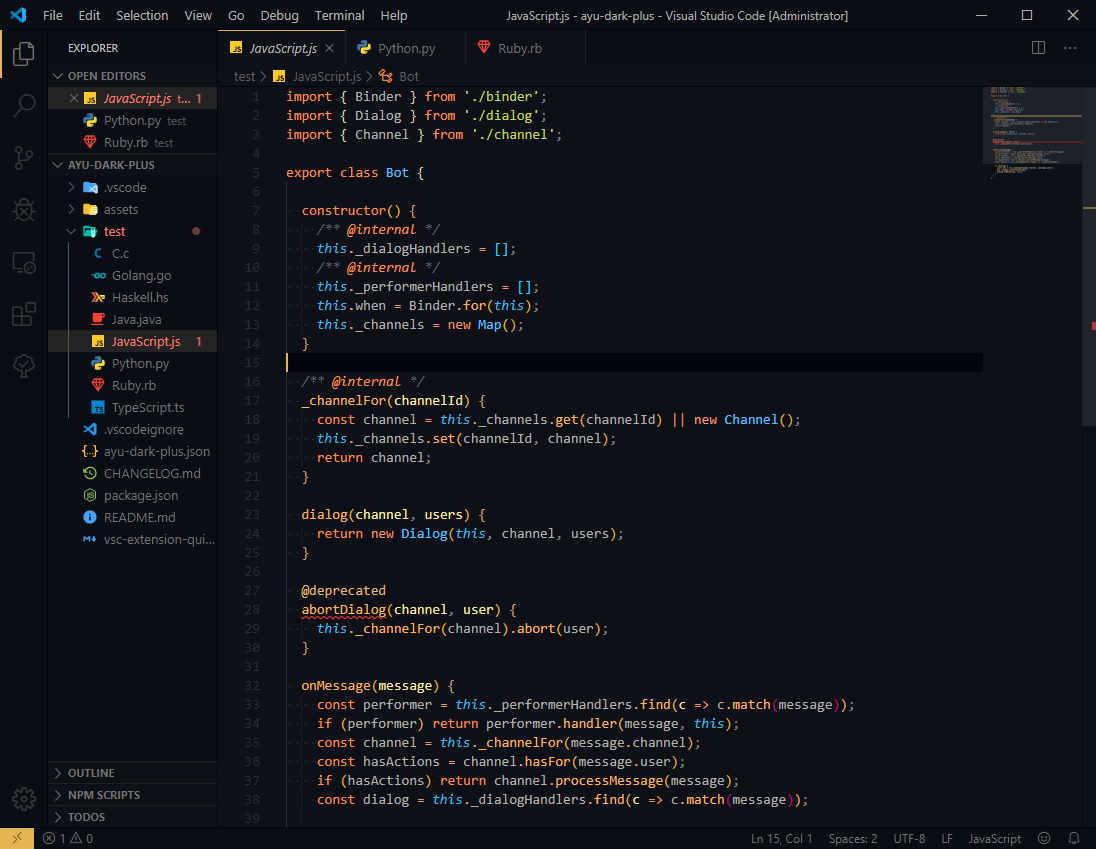 File Edit Selection View Go Debug Terminal Help JavaScript.js - ayu-dark-plus - Visual Studio Code [Administrator]
EXPLORER
OPEN EDITORS
JS JavaScript.js t... 1
Python.py test
Ruby.rb test
AYU-DARK-PLUS
.vscode
assets
test
C C.c
GO Golang.go
Haskell.hs
Java.java
JS JavaScript.js 1
Python.py
Ruby.rb
TS TypeScript.ts
.vscodeignore
{..} ayu-dark-plus.json
CHANGELOG.md
package.json
README.md
vsc-extension-qui...
OUTLINE
NPM SCRIPTS
TODOS
JS JavaScript.js Python.py Ruby.rb
test > JS JavaScript.js > Bot
1 import { Binder } from './binder';
2 import { Dialog } from './dialog';
3 import { Channel } from './channel';
4
5 export class Bot {
6
7 constructor() {
8 /** @internal */
9 this._dialogHandlers = [];
10 /** @internal */
11 this._performerHandlers = [];
12 this.when = Binder.for(this);
13 this._channels = new Map();
14 }
15
16 /** @internal */
17 _channelFor(channelId) {
18 const channel = this._channels.get(channelId) || new Channel();
19 this._channels.set(channelId, channel);
20 return channel;
21 }
22
23 dialog(channel, users) {
24 return new Dialog(this, channel, users);
25 }
26
27 @deprecated
28 abortDialog(channel, user) {
29 this._channelFor(channel).abort(user);
30 }
31
32 onMessage(message) {
33 const performer = this._performerHandlers.find(c => c.match(message));
34 if (performer) return performer.handler(message, this);
35 const channel = this._channelFor(message.channel);
36 const hasActions = channel.hasFor(message.user);
37 if (hasActions) return channel.processMessage(message);
38 const dialog = this._dialogHandlers.find(c => c.match(message));
39
1 0 Ln 15, Col 1 Spaces: 2 UTF-8 LF JavaScript